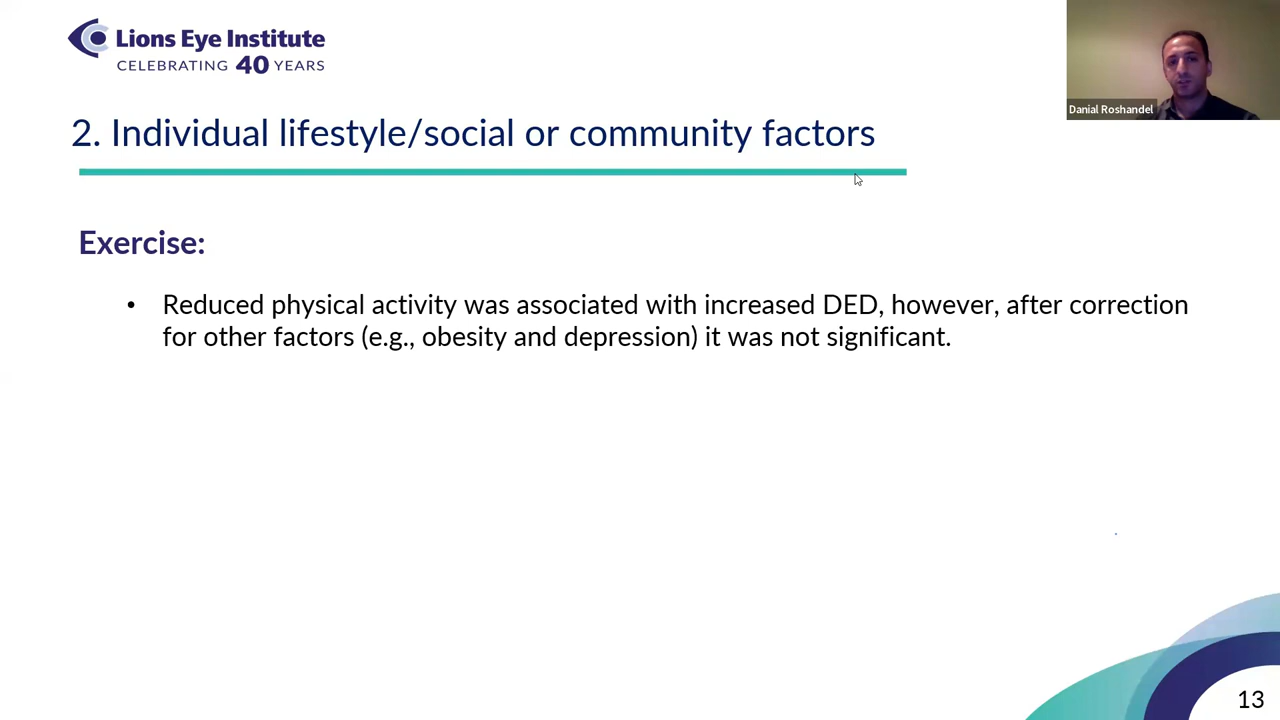 Lions Eye Institute
CELEBRATING 40 YEARS
Danial Roshandel
2. Individual lifestyle/social or community factors
Exercise:
• Reduced physical activity was associated with increased DED, however, after correction
for other factors (e.g., obesity and depression) it was not significant.
13